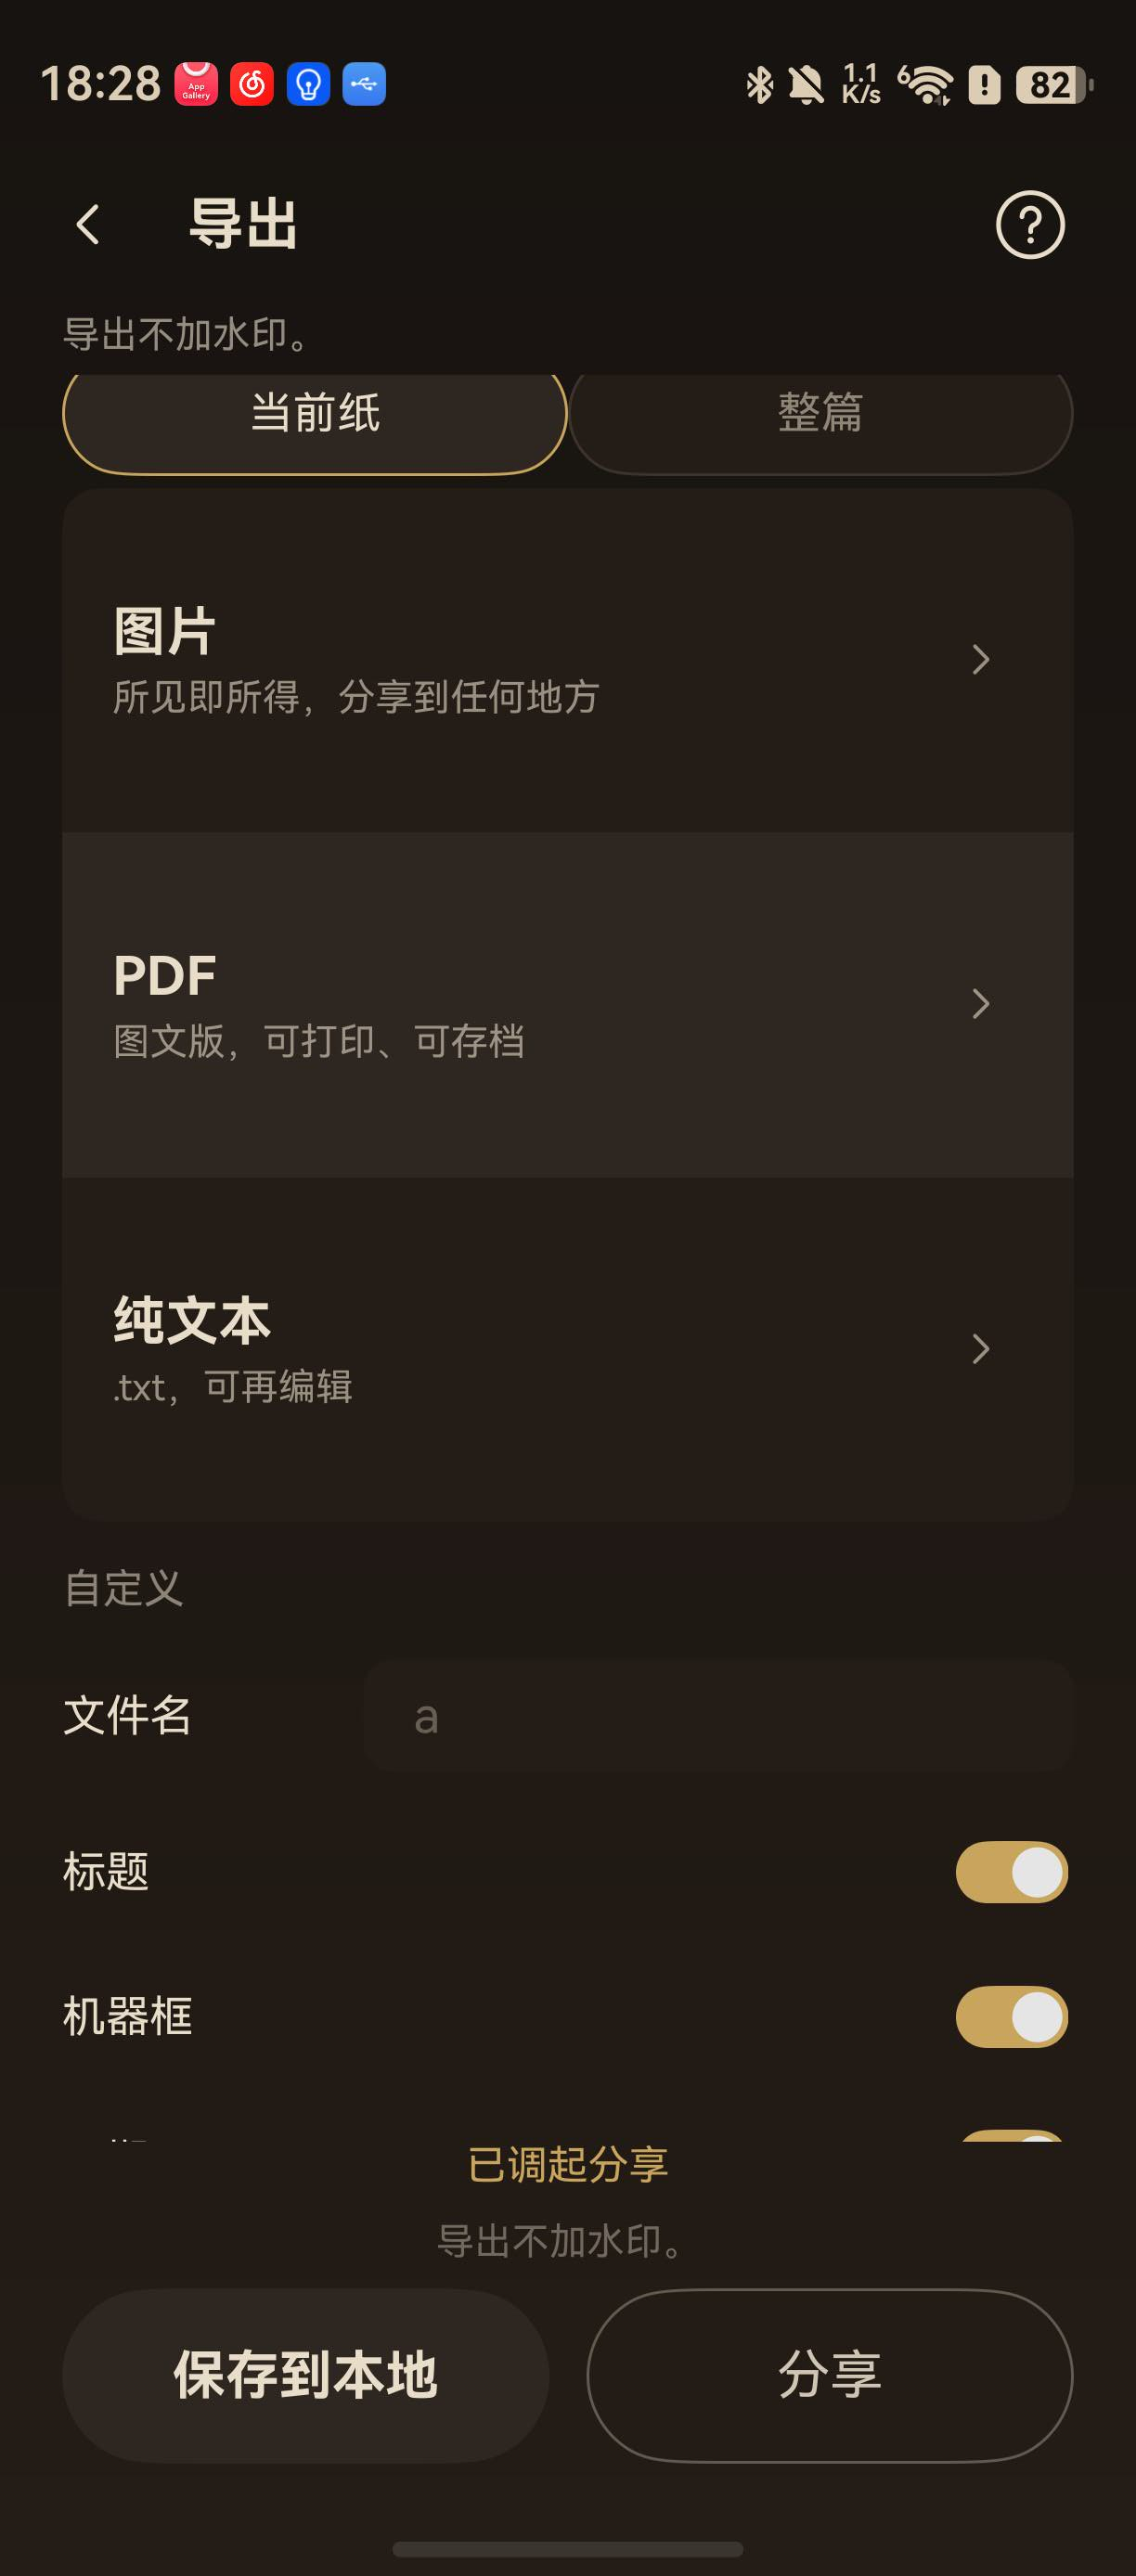 18:28
App
Gallery
1.1
K/s
6
82
导出
导出不加水印。
当前纸
整篇
图片
所见即所得，分享到任何地方
PDF
图文版，可打印、可存档
纯文本
.txt，可再编辑
自定义
文件名
a
标题
机器框
已调起分享
导出不加水印。
保存到本地
分享